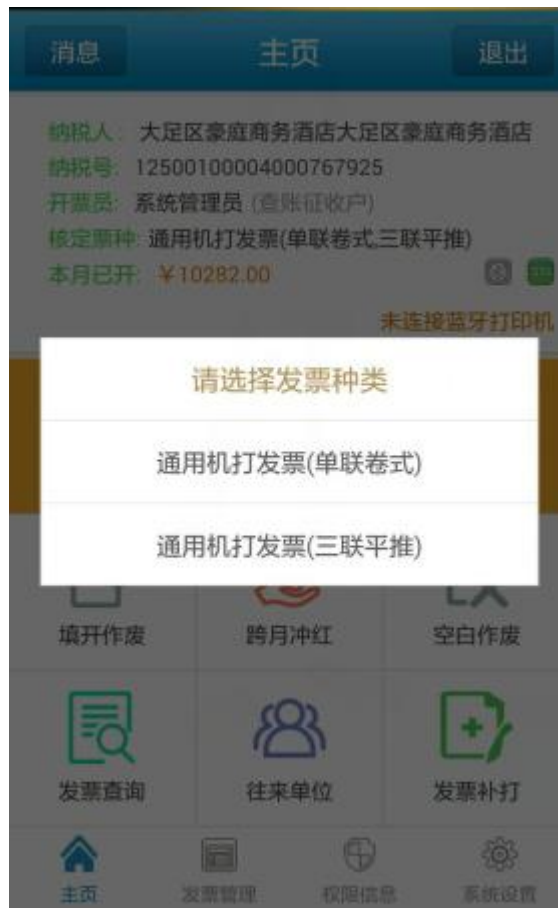 消息 主页 退出
纳税人: 大足区豪庭商务酒店大足区豪庭商务酒店
纳税号: 12500100004000767925
开票员: 系统管理员 (查账征收户)
核定票种: 通用机打发票(单联卷式,三联平推)
本月已开: ￥10282.00
未连接蓝牙打印机
请选择发票种类
通用机打发票(单联卷式)
通用机打发票(三联平推)
填开作废 跨月冲红 空白作废
发票查询 往来单位 发票补打
主页 发票管理 权限信息 系统设置